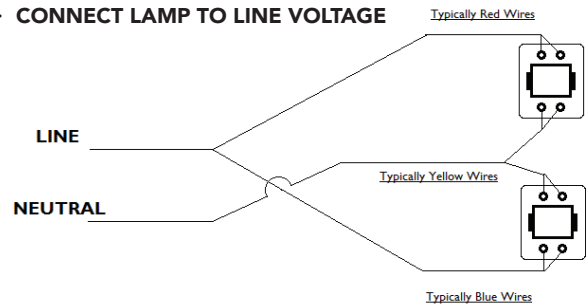 CONNECT LAMP TO LINE VOLTAGE
Typically Red Wires
LINE
Typically Yellow Wires
NEUTRAL
Typically Blue Wires